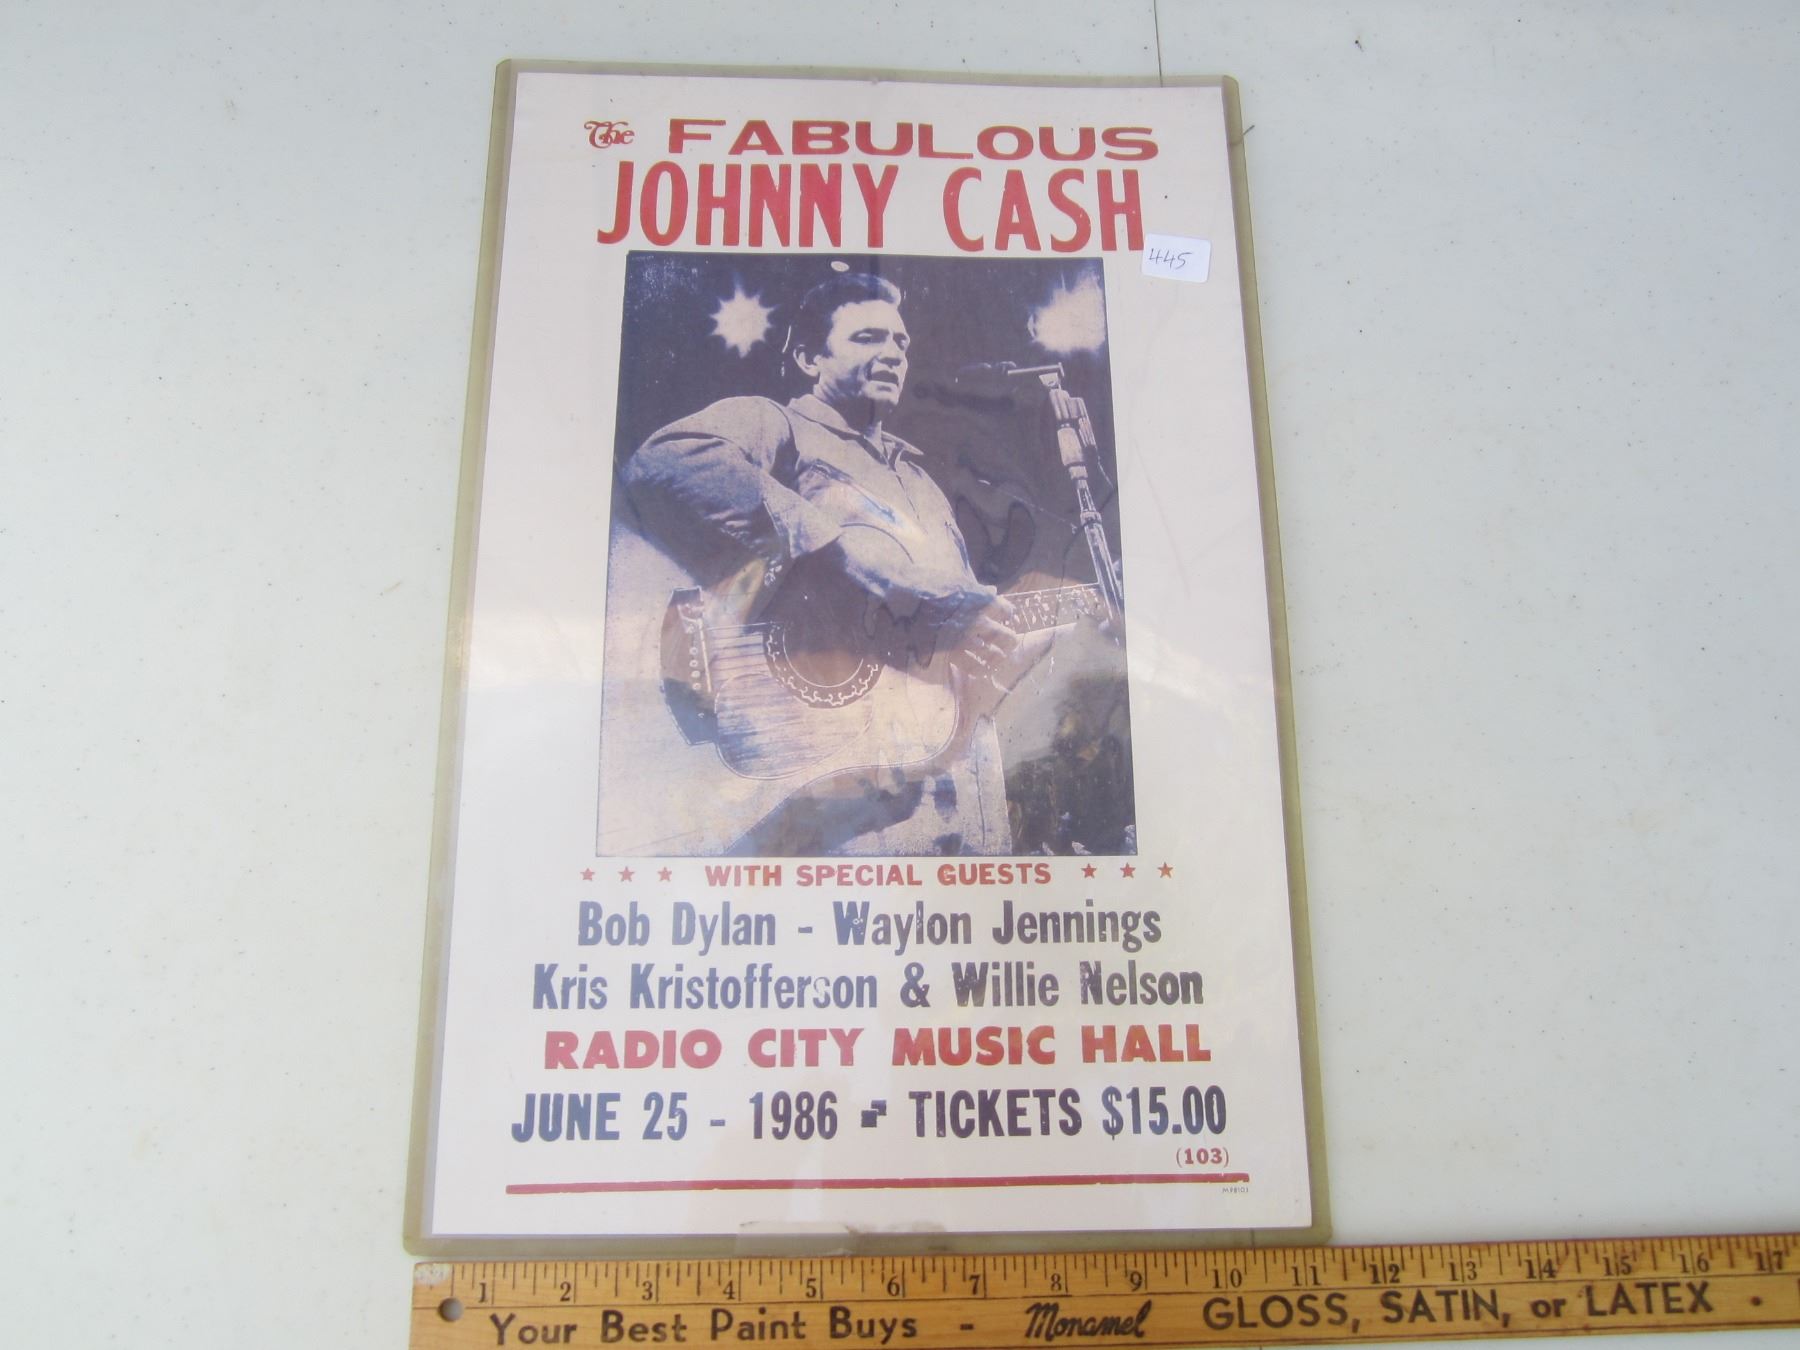 The FABULOUS
JOHNNY CASH
445
★ ★ ★ WITH SPECIAL GUESTS ★ ★ ★
Bob Dylan - Waylon Jennings
Kris Kristofferson & Willie Nelson
RADIO CITY MUSIC HALL
JUNE 25 - 1986 - TICKETS $15.00
(103)
MPB103
1 2 3 4 5 6 7 8 9 10 11 12 13 14 15 16 17
Your Best Paint Buys - Monamel GLOSS, SATIN, or LATEX •